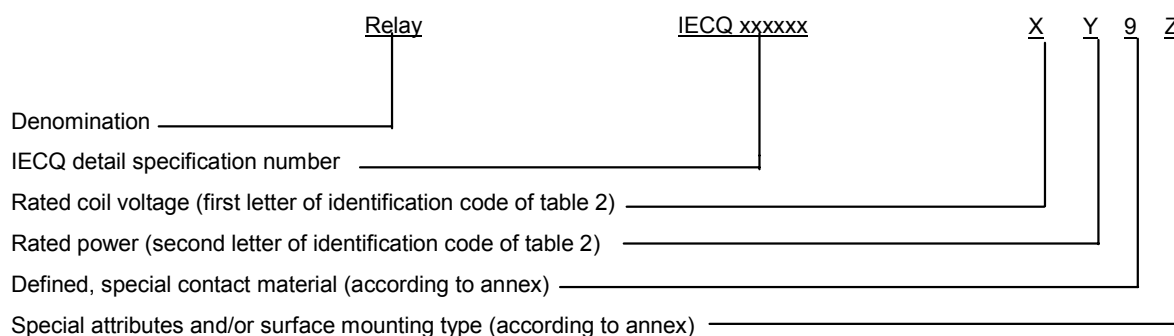 Relay IECQ xxxxxx X Y 9 Z
Denomination
IECQ detail specification number
Rated coil voltage (first letter of identification code of table 2)
Rated power (second letter of identification code of table 2)
Defined, special contact material (according to annex)
Special attributes and/or surface mounting type (according to annex)